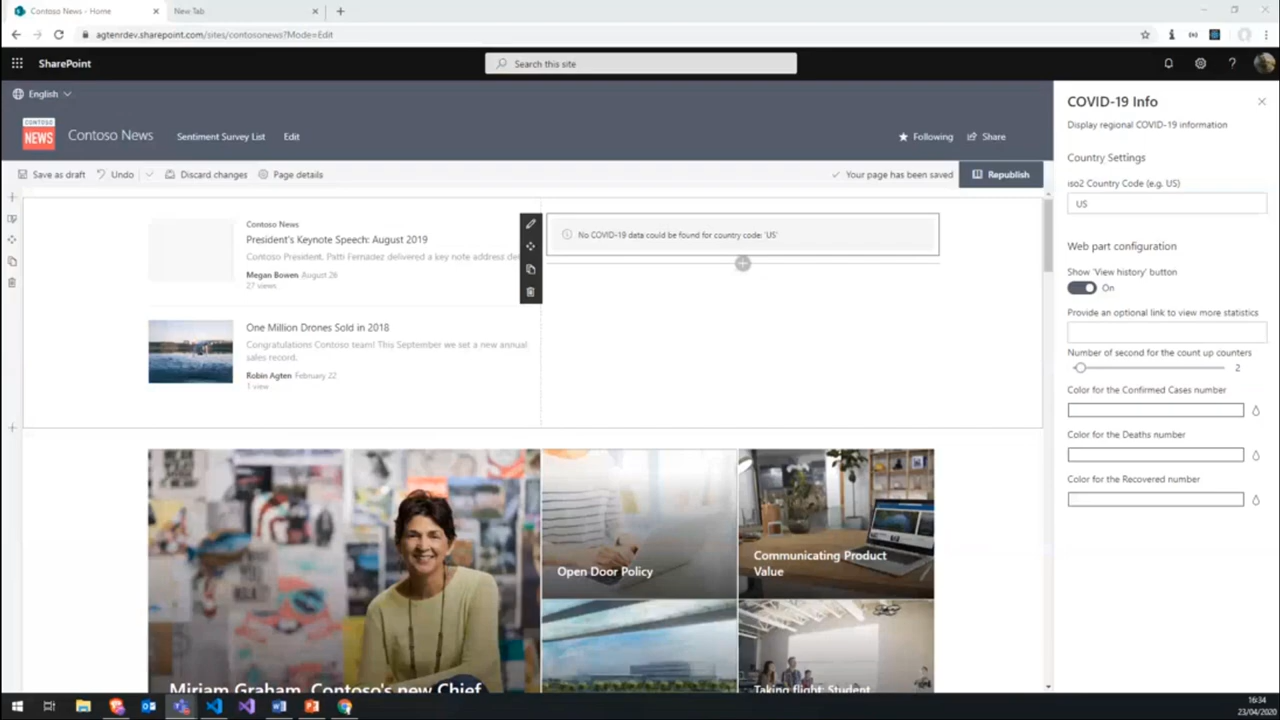 Contoso News - Home
New Tab
agtenrdev.sharepoint.com/sites/contosonews?Mode=Edit
SharePoint
Search this site
English
CONTOSO
NEWS
Contoso News
Sentiment Survey List
Edit
Following
Share
Save as draft
Undo
Discard changes
Page details
Your page has been saved
Republish
Contoso News
President's Keynote Speech: August 2019
Contoso President, Patti Fernadez delivered a key note address
Megan Bowen August 26
27 views
One Million Drones Sold in 2018
Congratulations Contoso team! This September we set a new annual
sales record.
Robin Agten February 22
1 view
No COVID-19 data could be found for country code: 'US'
Miriam Graham, Contoso's new Chief
Open Door Policy
Communicating Product
Value
Taking flight: Student
COVID-19 Info
Display regional COVID-19 information
Country Settings
iso2 Country Code (e.g. US)
US
Web part configuration
Show 'View history' button
On
Provide an optional link to view more statistics
Number of second for the count up counters
2
Color for the Confirmed Cases number
Color for the Deaths number
Color for the Recovered number
16:34
23/04/2020